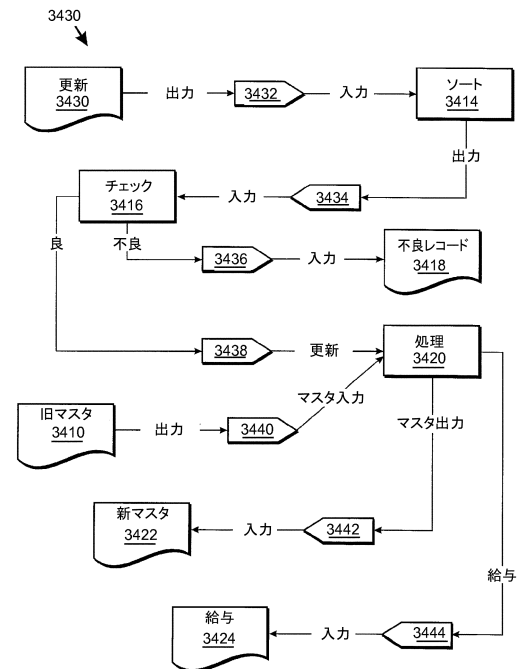 3430
更新
3430
出力
3432
入力
ソート
3414
出力
チェック
3416
入力
3434
良
不良
3436
入力
不良レコード
3418
3438
更新
処理
3420
マスタ入力
マスタ出力
旧マスタ
3410
出力
3440
新マスタ
3422
入力
3442
給与
給与
3424
入力
3444